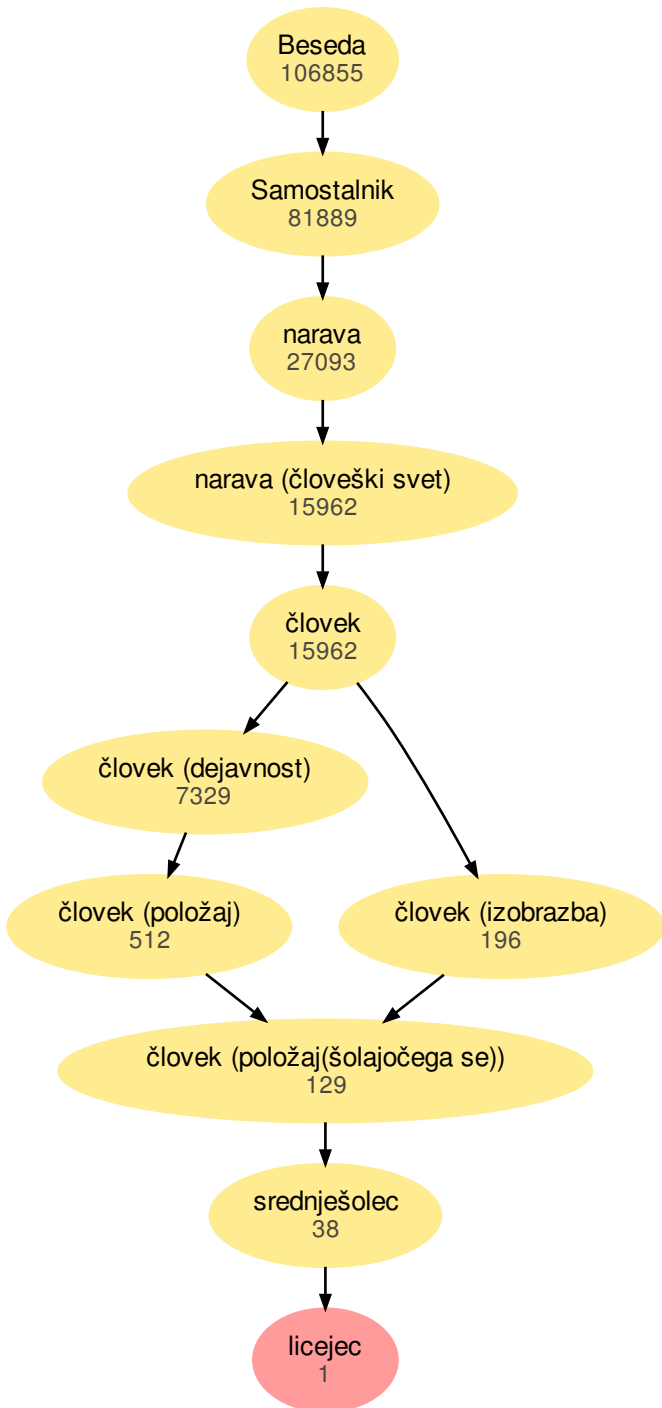 Beseda
106855
Samostalnik
81889
narava
27093
narava (človeški svet)
15962
človek
15962
človek (dejavnost)
7329
človek (položaj)
512
človek (izobrazba)
196
človek (položaj(šolajočega se))
129
srednješolec
38
licejec
1